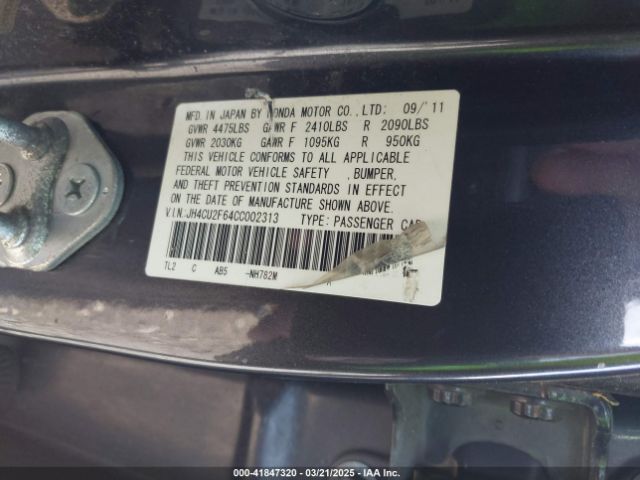 MFD. IN JAPAN BY HONDA MOTOR CO., LTD: 09/'11
GVWR 4475LBS GAWR F 2410LBS R 2090LBS
GVWR 2030KG GAWR F 1095KG R 950KG
THIS VEHICLE CONFORMS TO ALL APPLICABLE
FEDERAL MOTOR VEHICLE SAFETY , BUMPER,
AND THEFT PREVENTION STANDARDS IN EFFECT
ON THE DATE OF MANUFACTURE SHOWN ABOVE.
V.I.N: JH4CU2F64CC002313 TYPE: PASSENGER CAR
TL2 C AB5 -NH782M
000-41847320 | 03/21/2025 - IAA Inc.